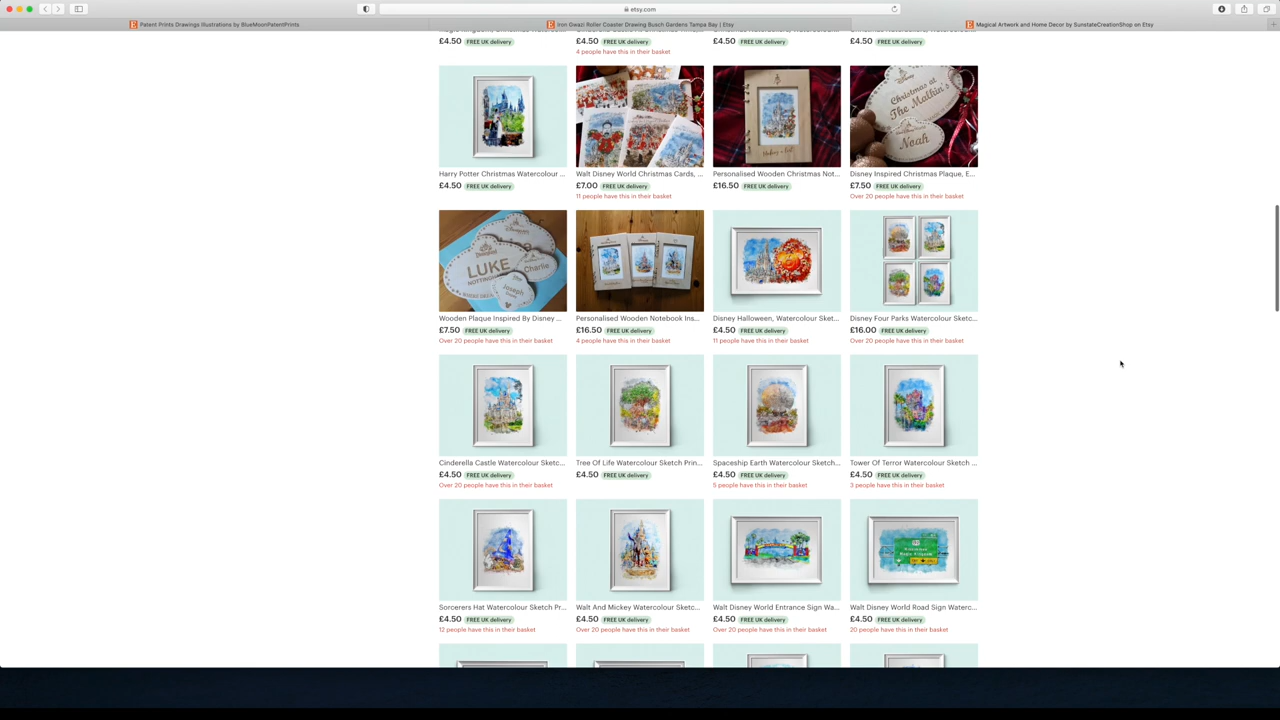 etsy.com
Patent Prints Drawings Illustrations by BlueMoonPatentPrints
Iron Gwazi Roller Coaster Drawing Busch Gardens Tampa Bay | Etsy
Magical Artwork and Home Decor by SunstateCreationShop on Etsy
£4.50 FREE UK delivery
£4.50 FREE UK delivery
£4.50 FREE UK delivery
£4.50 FREE UK delivery
4 people have this in their basket
Making a list
Christmas at
The Malkin's
Noah
Harry Potter Christmas Watercolour ...
Walt Disney World Christmas Cards, ...
Personalised Wooden Christmas Not...
Disney Inspired Christmas Plaque, E...
£4.50 FREE UK delivery
£7.00 FREE UK delivery
£16.50 FREE UK delivery
£7.50 FREE UK delivery
11 people have this in their basket
Over 20 people have this in their basket
LUKE
Charlie
Joseph
Wooden Plaque Inspired By Disney ...
Personalised Wooden Notebook Ins...
Disney Halloween, Watercolour Sket...
Disney Four Parks Watercolour Sketc...
£7.50 FREE UK delivery
£16.50 FREE UK delivery
£4.50 FREE UK delivery
£16.00 FREE UK delivery
Over 20 people have this in their basket
4 people have this in their basket
11 people have this in their basket
Over 20 people have this in their basket
Cinderella Castle Watercolour Sketc...
Tree Of Life Watercolour Sketch Prin...
Spaceship Earth Watercolour Sketch...
Tower Of Terror Watercolour Sketch ...
£4.50 FREE UK delivery
£4.50 FREE UK delivery
£4.50 FREE UK delivery
£4.50 FREE UK delivery
Over 20 people have this in their basket
5 people have this in their basket
3 people have this in their basket
Magic Kingdom
Sorcerers Hat Watercolour Sketch Pr...
Walt And Mickey Watercolour Sketc...
Walt Disney World Entrance Sign Wa...
Walt Disney World Road Sign Waterc...
£4.50 FREE UK delivery
£4.50 FREE UK delivery
£4.50 FREE UK delivery
£4.50 FREE UK delivery
12 people have this in their basket
Over 20 people have this in their basket
Over 20 people have this in their basket
20 people have this in their basket